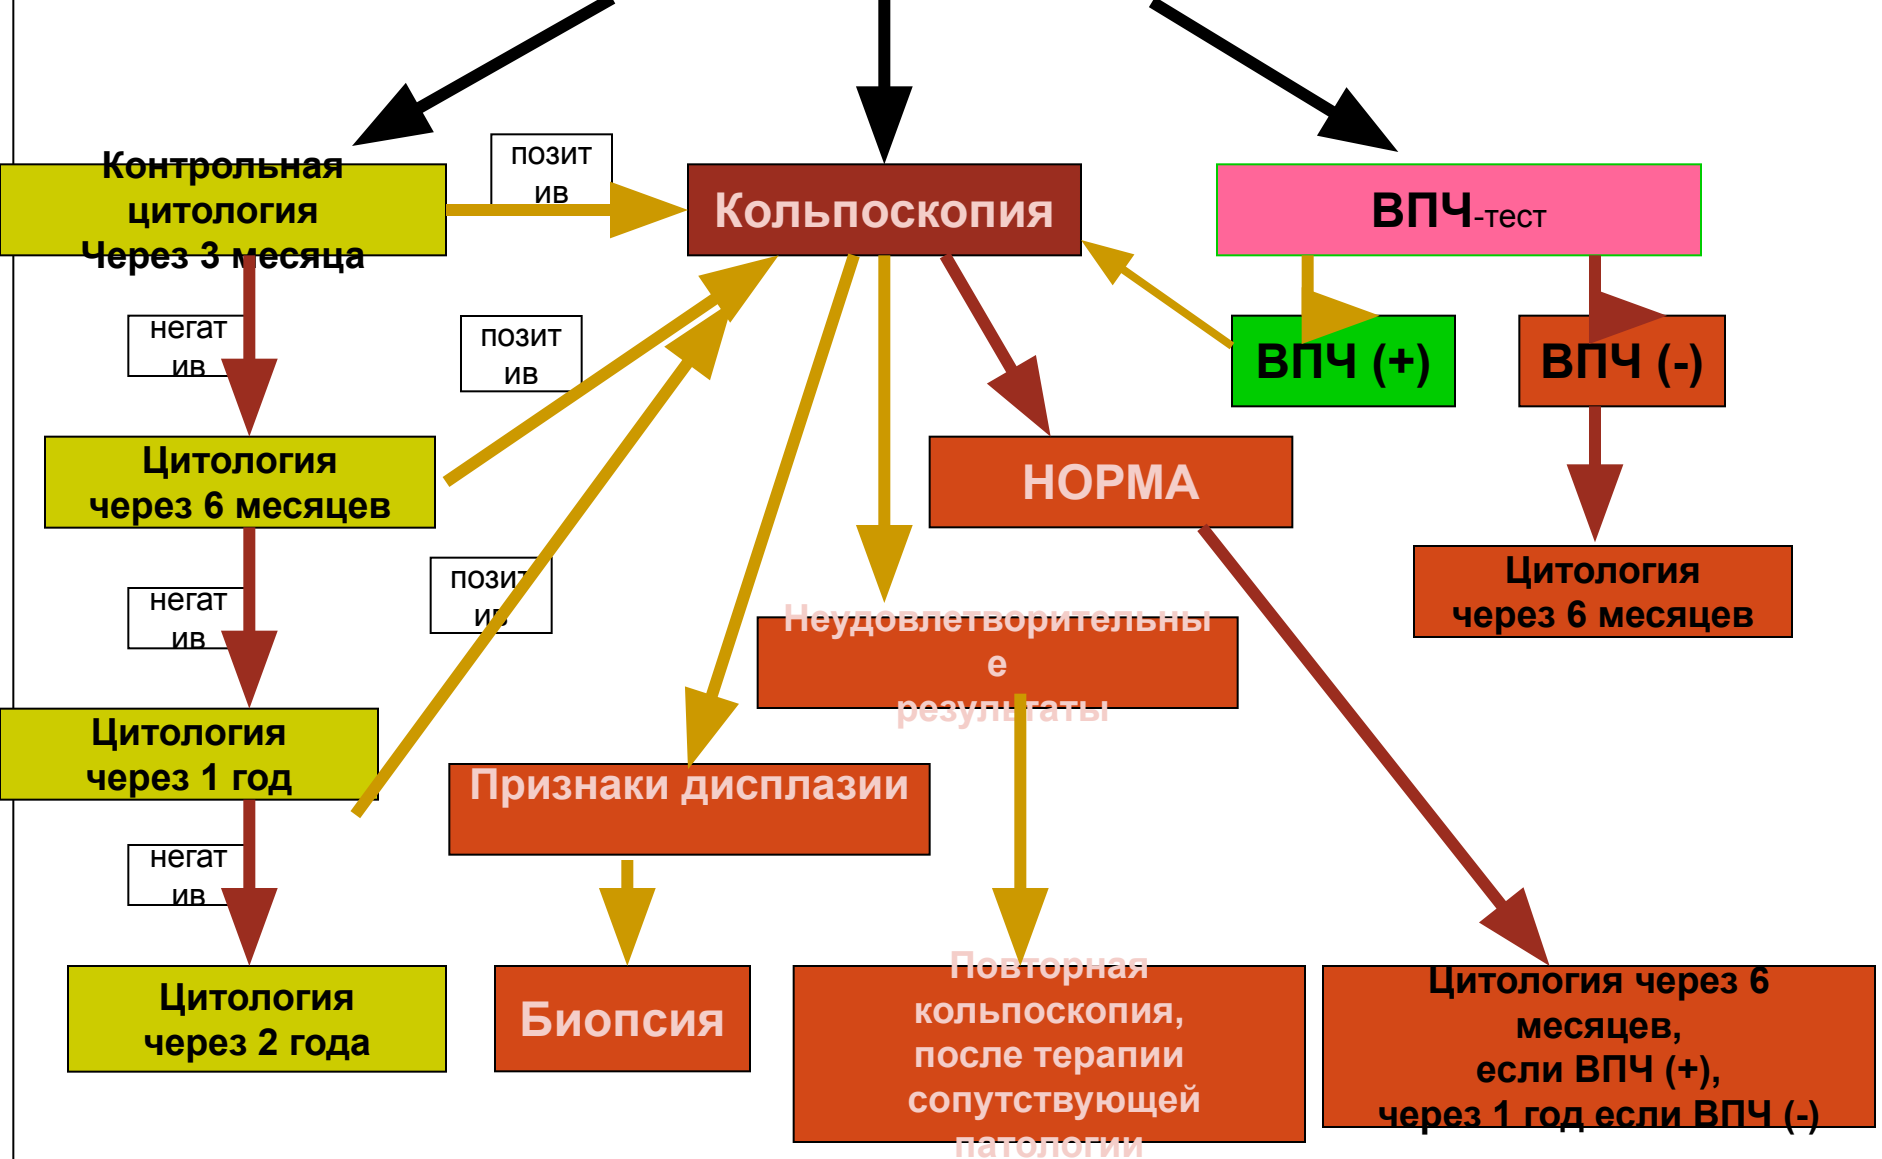 Контрольная
цитология
Через 3 месяца
позит
ив
Кольпоскопия
ВПЧ-тест
негат
ив
позит
ив
ВПЧ (+)
ВПЧ (-)
Цитология
через 6 месяцев
НОРМА
негат
ив
позит
ив
Цитология
через 6 месяцев
Неудовлетворительны
е
результаты
Цитология
через 1 год
Признаки дисплазии
негат
ив
Цитология
через 2 года
Биопсия
Повторная
кольпоскопия,
после терапии
сопутствующей
патологии
Цитология через 6
месяцев,
если ВПЧ (+),
через 1 год если ВПЧ (-)